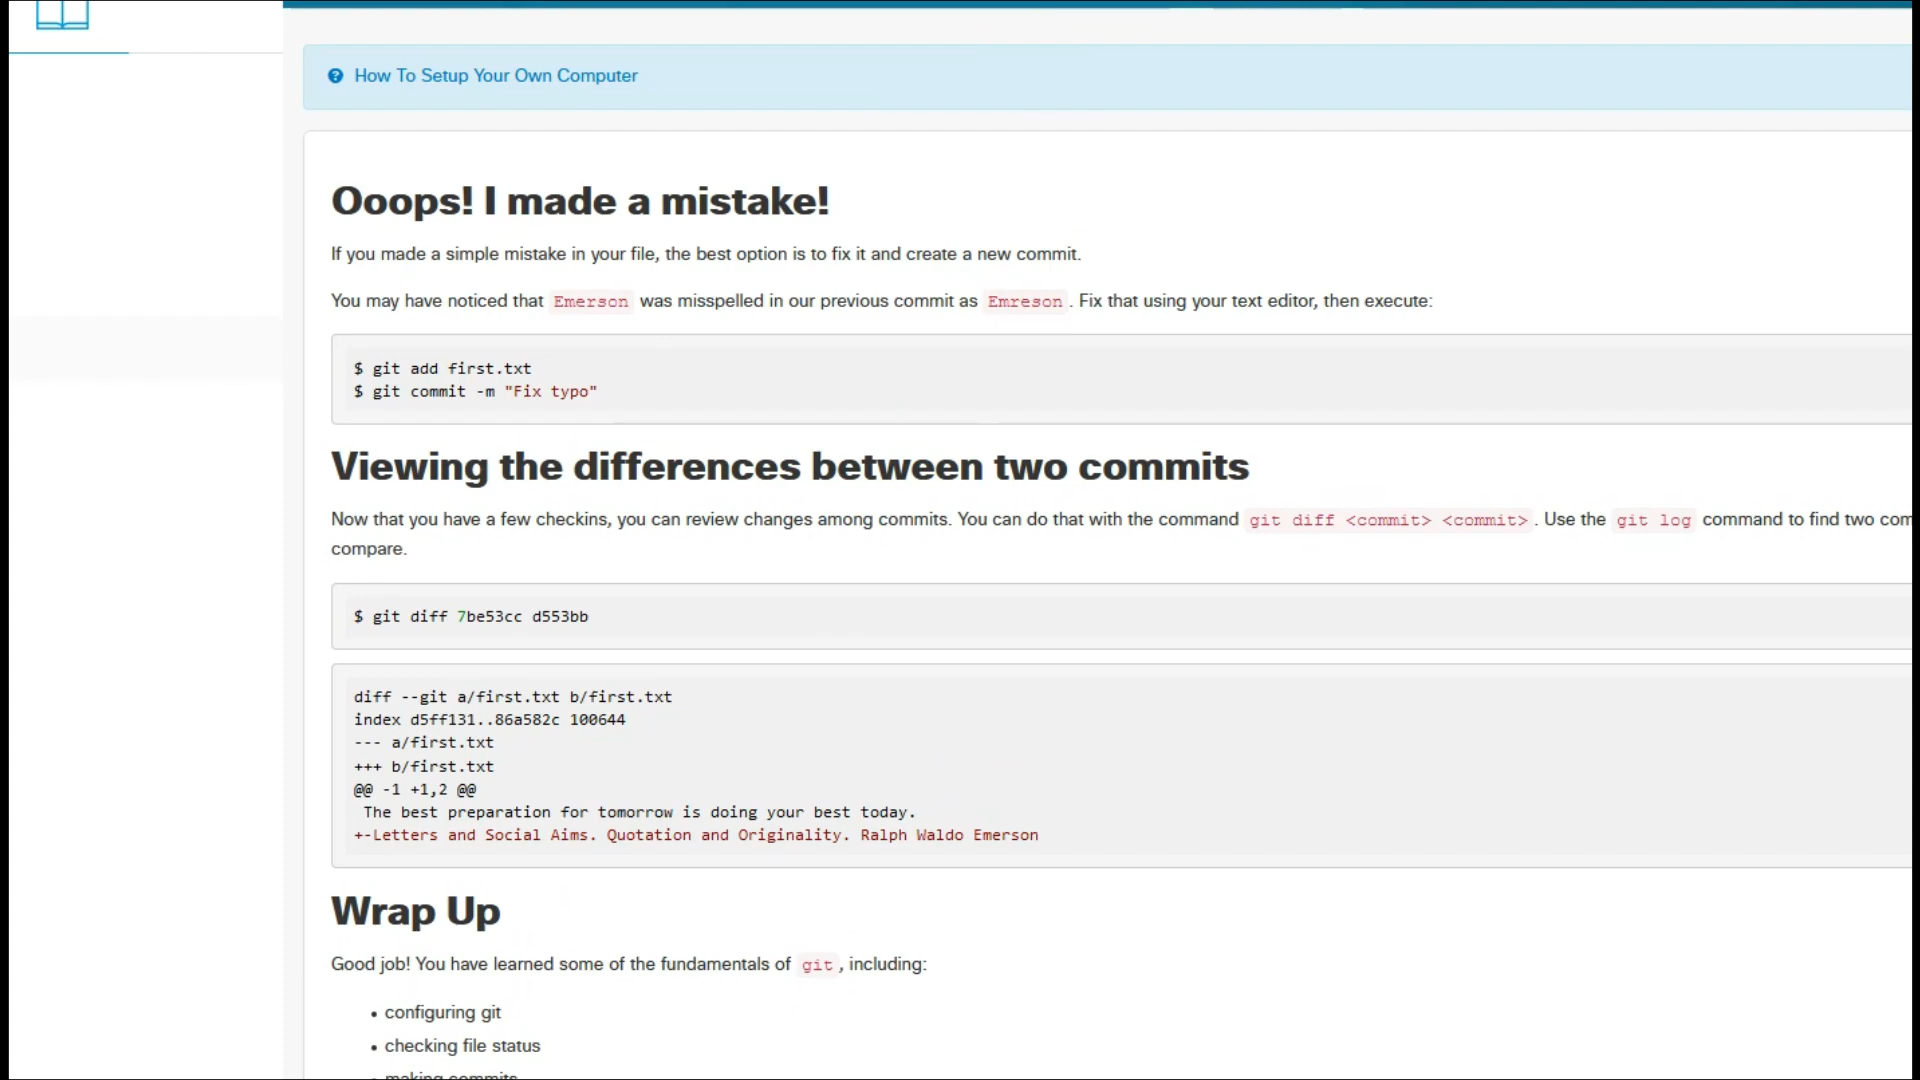 How To Setup Your Own Computer
Ooops! I made a mistake!
If you made a simple mistake in your file, the best option is to fix it and create a new commit.
You may have noticed that Emerson was misspelled in our previous commit as Emreson. Fix that using your text editor, then execute:
$ git add first.txt
$ git commit -m "Fix typo"
Viewing the differences between two commits
Now that you have a few checkins, you can review changes among commits. You can do that with the command git diff <commit> <commit>. Use the git log command to find two com
compare.
$ git diff 7be53cc d553bb
diff --git a/first.txt b/first.txt
index d5ff131..86a582c 100644
--- a/first.txt
+++ b/first.txt
@@ -1 +1,2 @@
The best preparation for tomorrow is doing your best today.
+-Letters and Social Aims. Quotation and Originality. Ralph Waldo Emerson
Wrap Up
Good job! You have learned some of the fundamentals of git, including:
• configuring git
• checking file status
• making commits